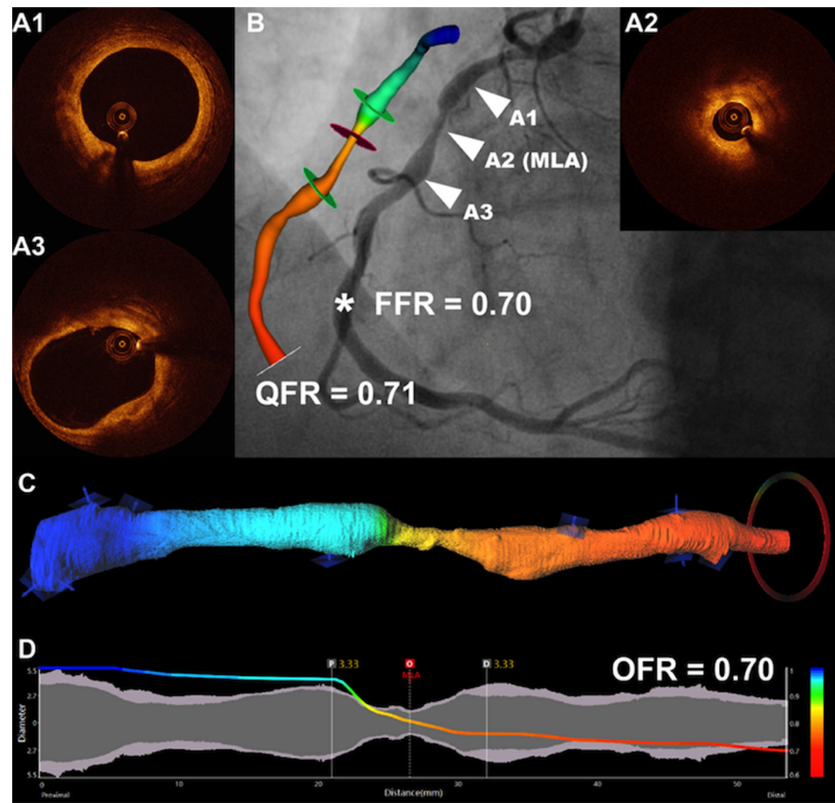 A1
B
A2
A1
A2 (MLA)
A3
A3
* FFR = 0.70
QFR = 0.71
C
D
OFR = 0.70
P 3.33
O
MLA
D 3.33
5.5
2.7
0
2.7
5.5
Diameter
1
0.9
0.8
0.7
0.6
0 10 20 30 40 50
Proximal
Distance(mm)
Distal